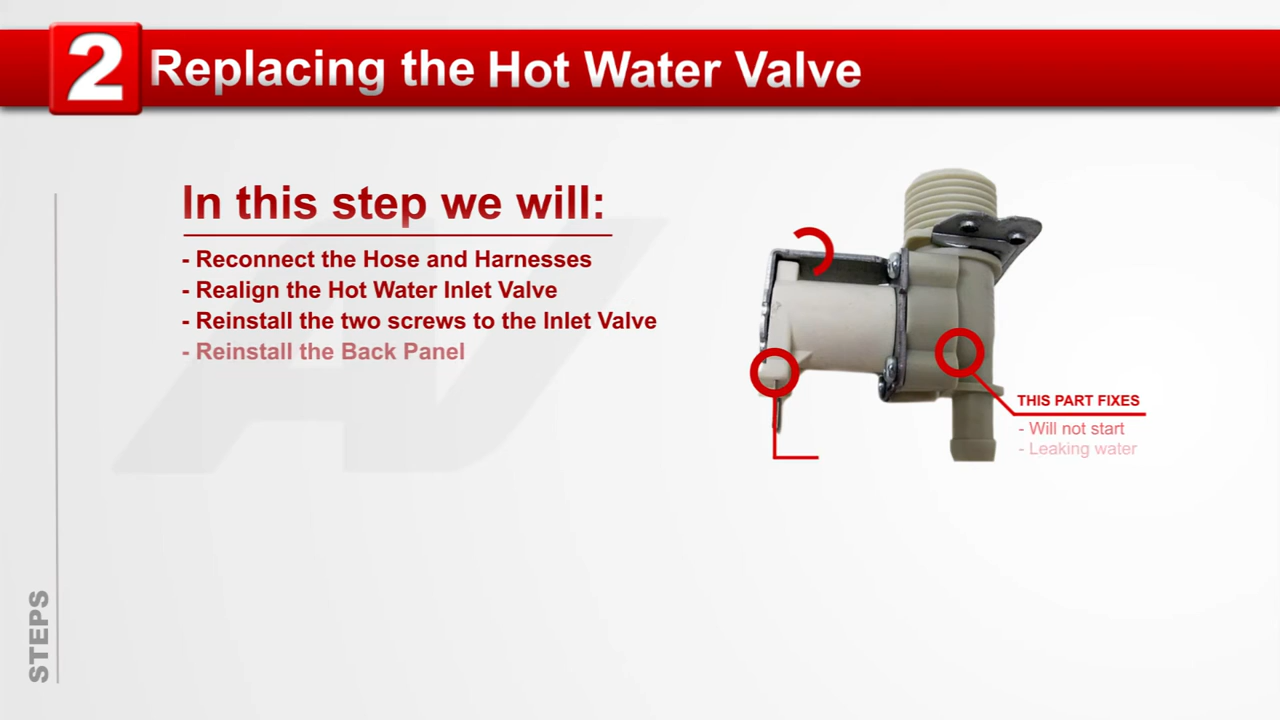 2 Replacing the Hot Water Valve
In this step we will:
- Reconnect the Hose and Harnesses
- Realign the Hot Water Inlet Valve
- Reinstall the two screws to the Inlet Valve
- Reinstall the Back Panel
THIS PART FIXES
- Will not start
- Leaking water
STEPS